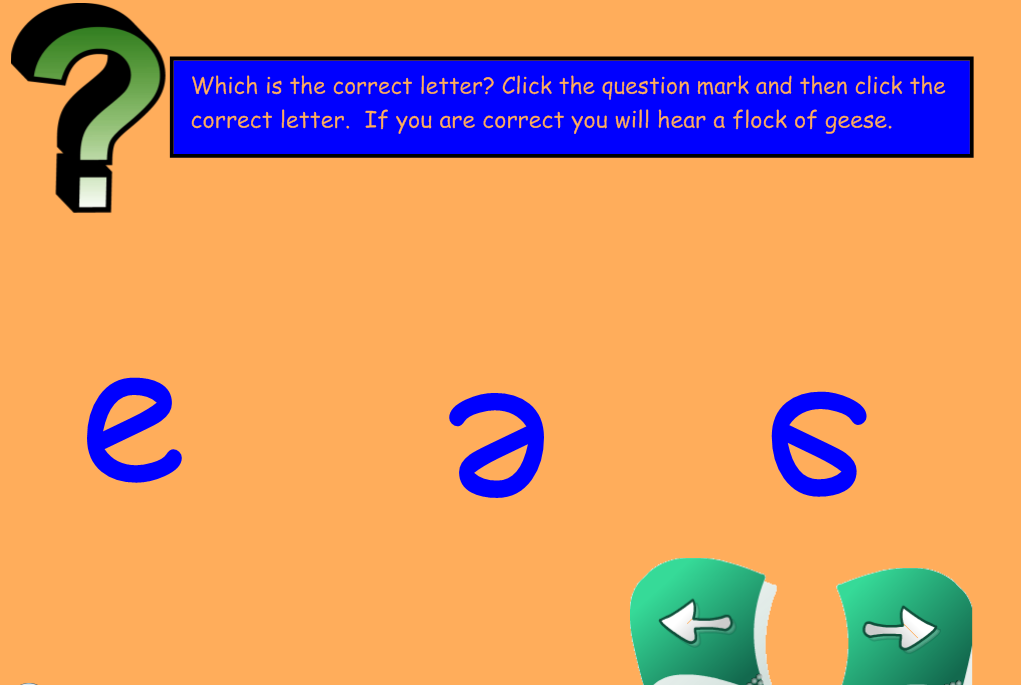 Which is the correct letter? Click the question mark and then click the
correct letter.  If you are correct you will hear a flock of geese.
e ǝ ɘ